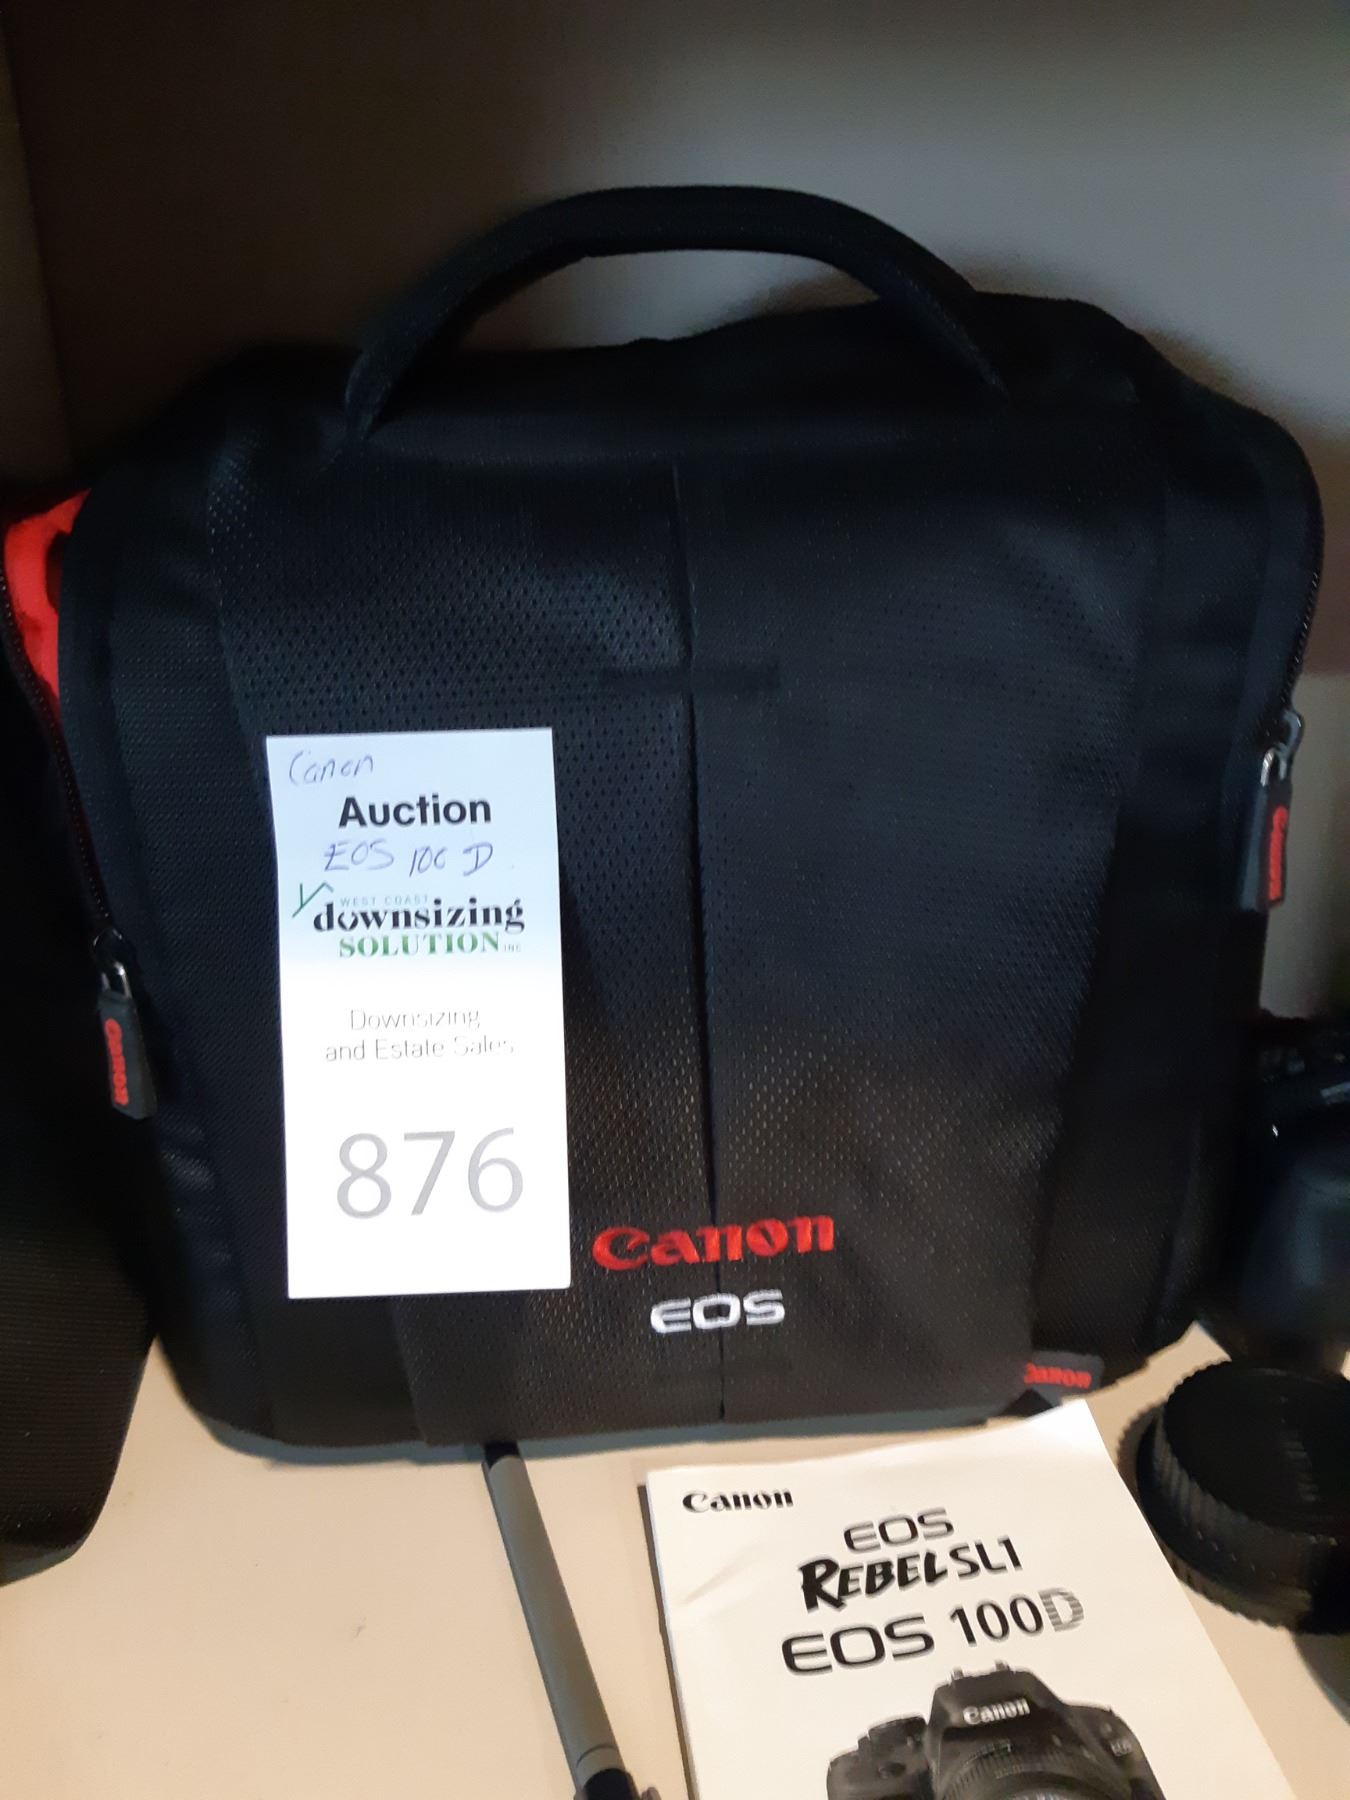 Canon
Auction
EOS 100 D
WEST COAST
downsizing
SOLUTION INC
Downsizing
and Estate Sales
876
Canon
EOS
Canon
Canon
Canon
Canon
EOS
REBEL SL1
EOS 100D
Canon